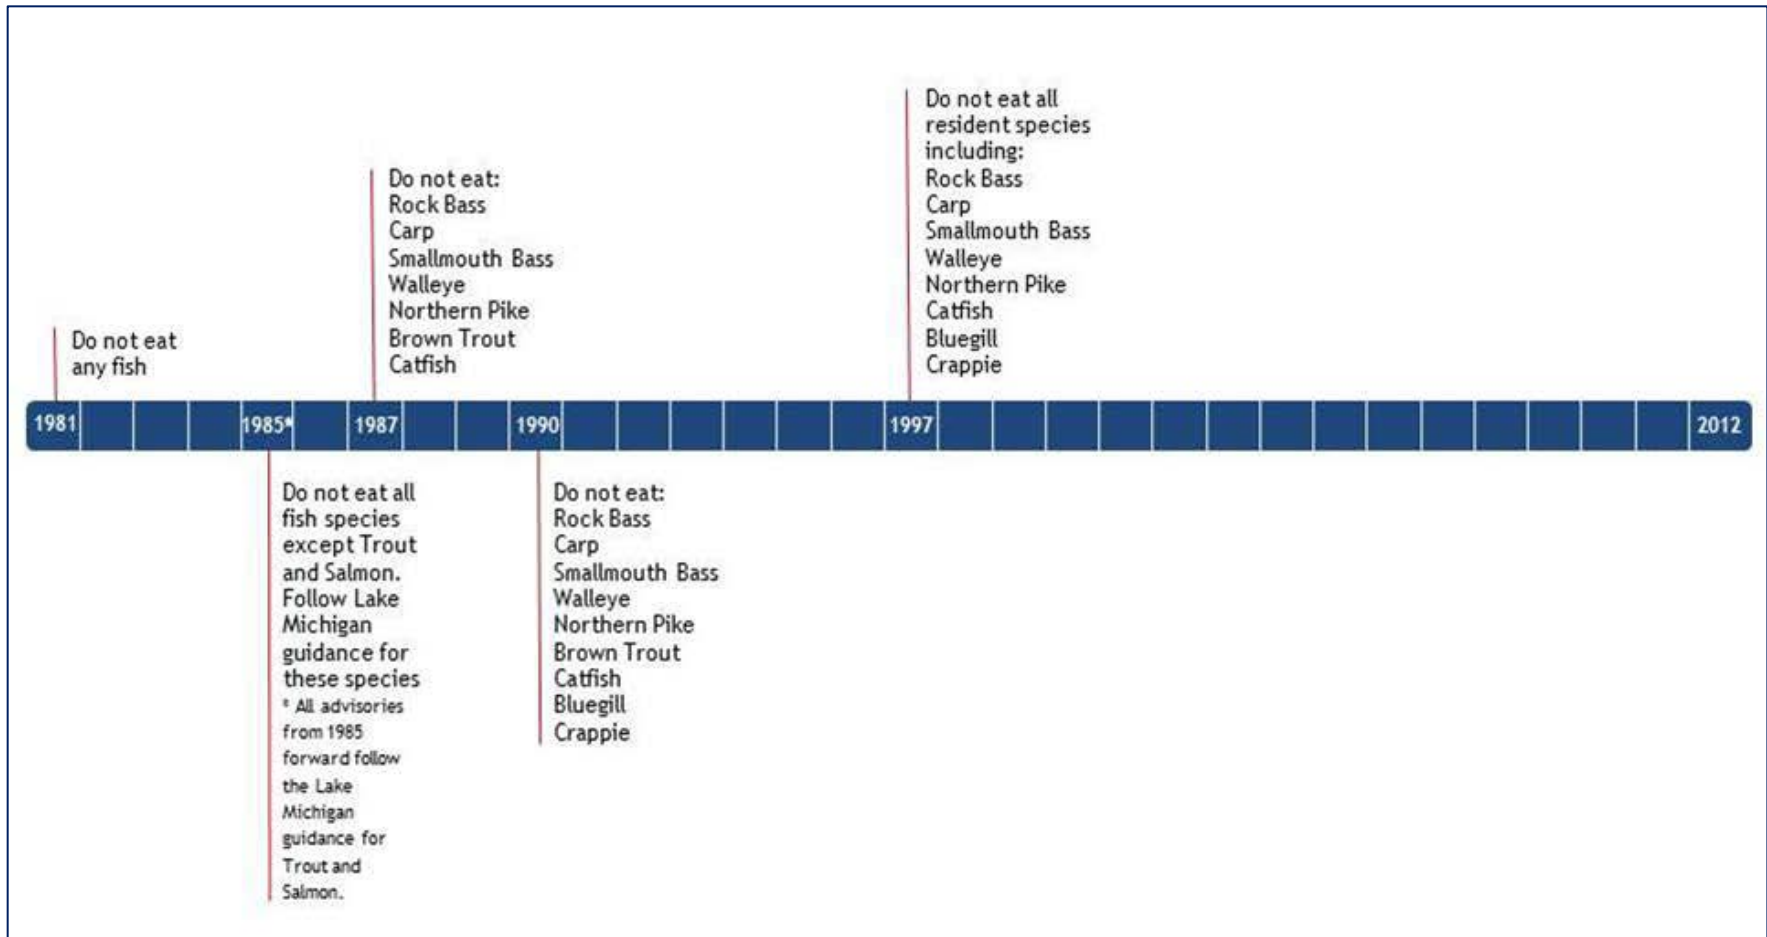 Do not eat
any fish
Do not eat:
Rock Bass
Carp
Smallmouth Bass
Walleye
Northern Pike
Brown Trout
Catfish
Do not eat all
resident species
including:
Rock Bass
Carp
Smallmouth Bass
Walleye
Northern Pike
Catfish
Bluegill
Crappie
1981 1985* 1987 1990 1997 2012
Do not eat all
fish species
except Trout
and Salmon.
Follow Lake
Michigan
guidance for
these species
* All advisories
from 1985
forward follow
the Lake
Michigan
guidance for
Trout and
Salmon.
Do not eat:
Rock Bass
Carp
Smallmouth Bass
Walleye
Northern Pike
Brown Trout
Catfish
Bluegill
Crappie